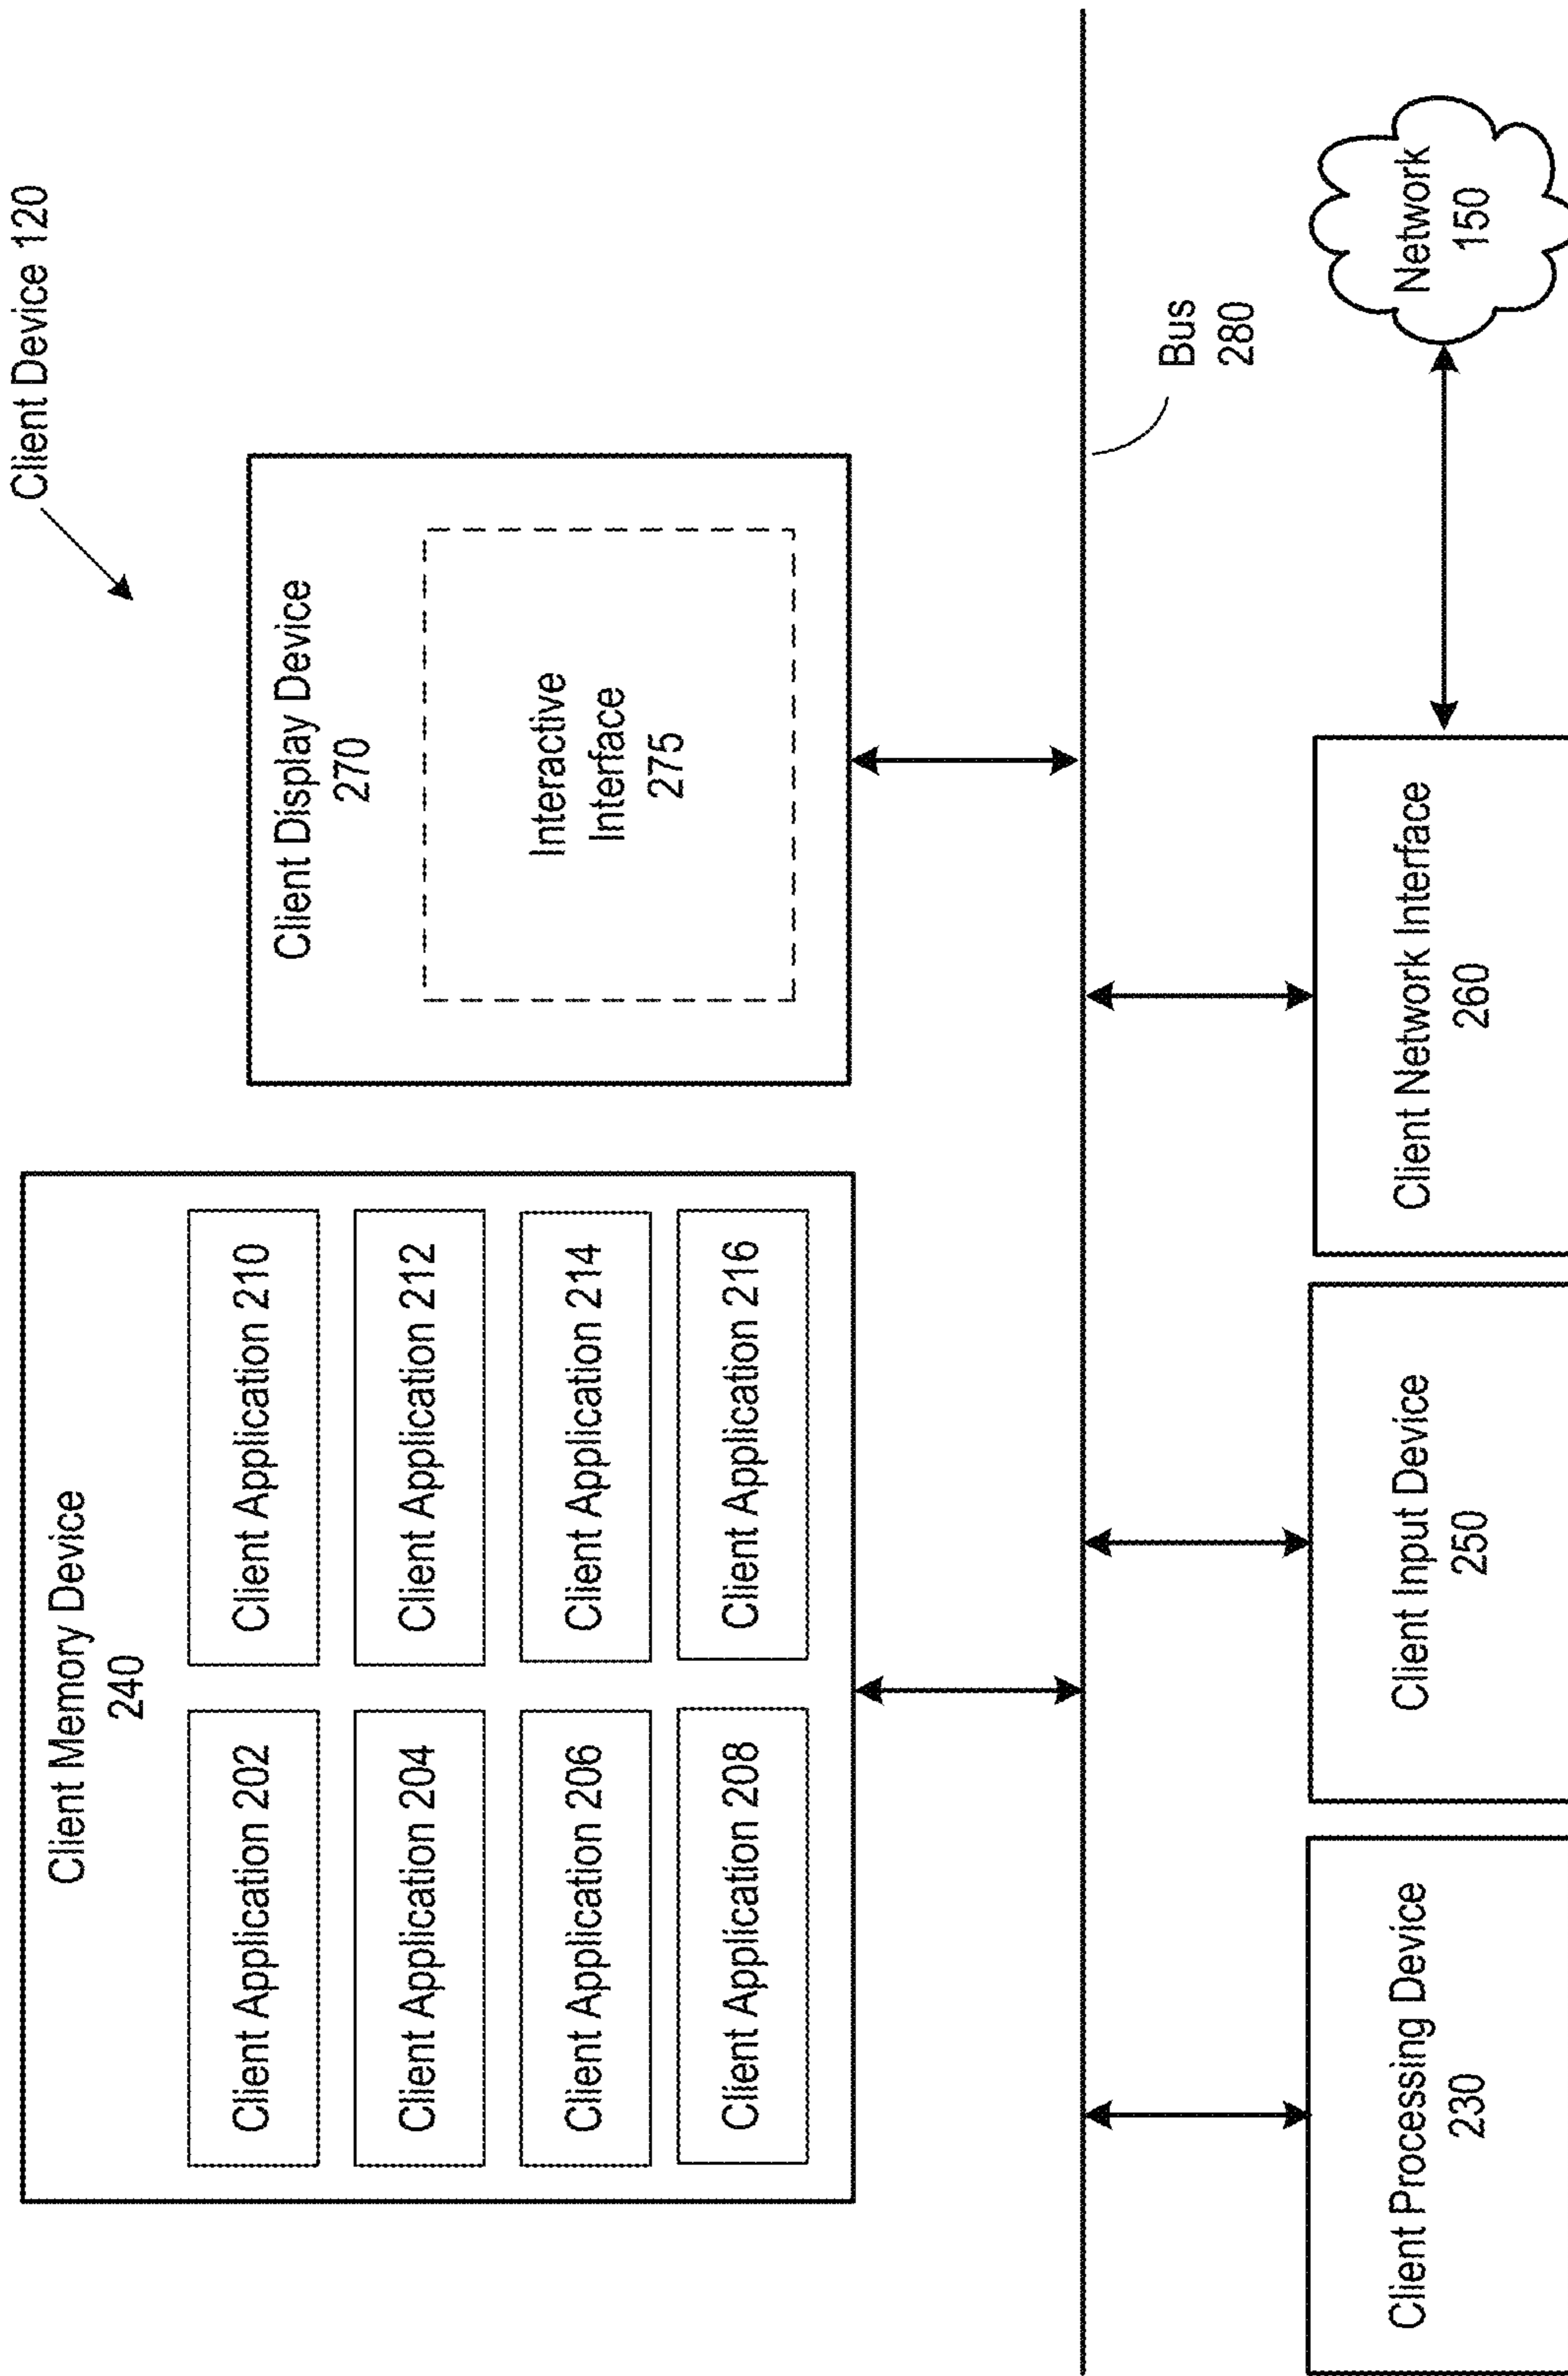 Client Device 120
Client Memory Device
240
Client Application 202
Client Application 210
Client Application 204
Client Application 212
Client Application 206
Client Application 214
Client Application 208
Client Application 216
Client Display Device
270
Interactive
Interface
275
Bus
280
Client Processing Device
230
Client Input Device
250
Client Network Interface
260
Network
150